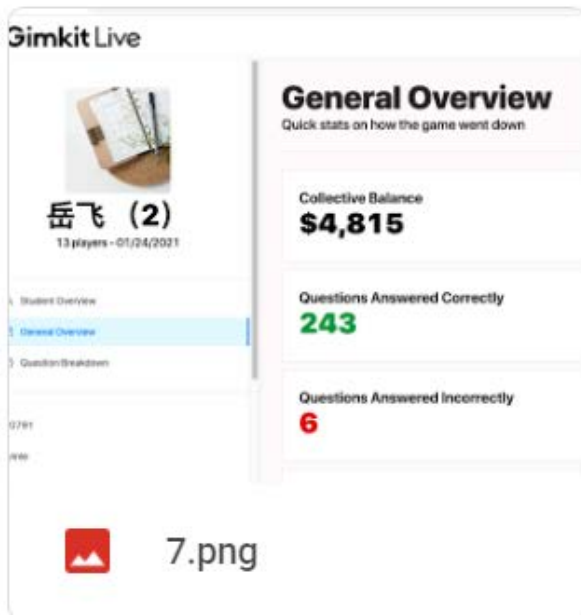 Gimkit Live
岳飞 （2）
13 players - 01/24/2021
Student Overview
General Overview
Question Breakdown
General Overview
Quick stats on how the game went down
Collective Balance
$4,815
Questions Answered Correctly
243
Questions Answered Incorrectly
6
7.png